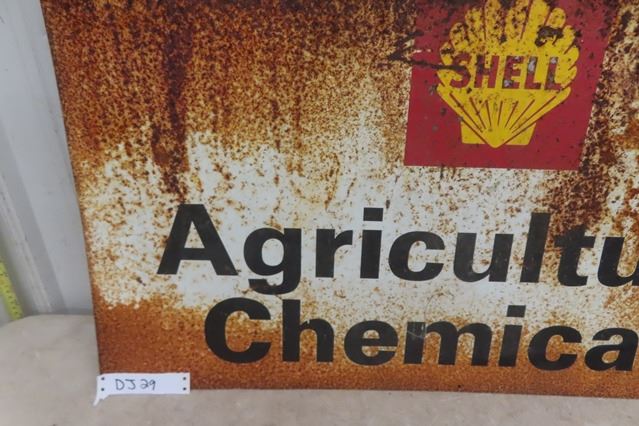 SHELL
Agricultu
Chemica
DJ29